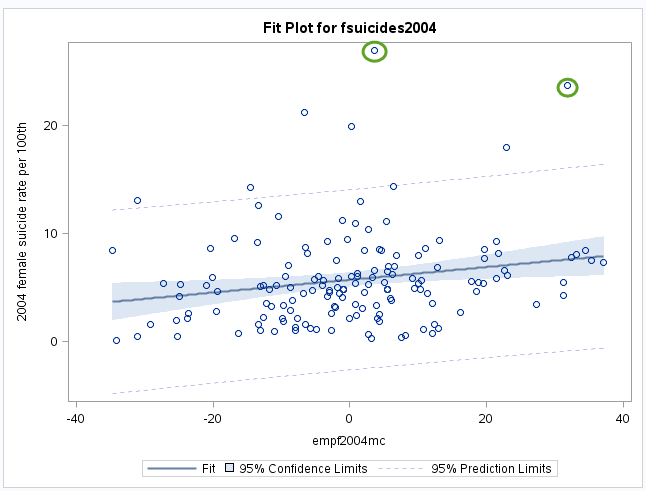 Fit Plot for fsuicides2004
2004 female suicide rate per 100th
20
10
0
-40
-20
0
20
40
empf2004mc
Fit
95% Confidence Limits
95% Prediction Limits